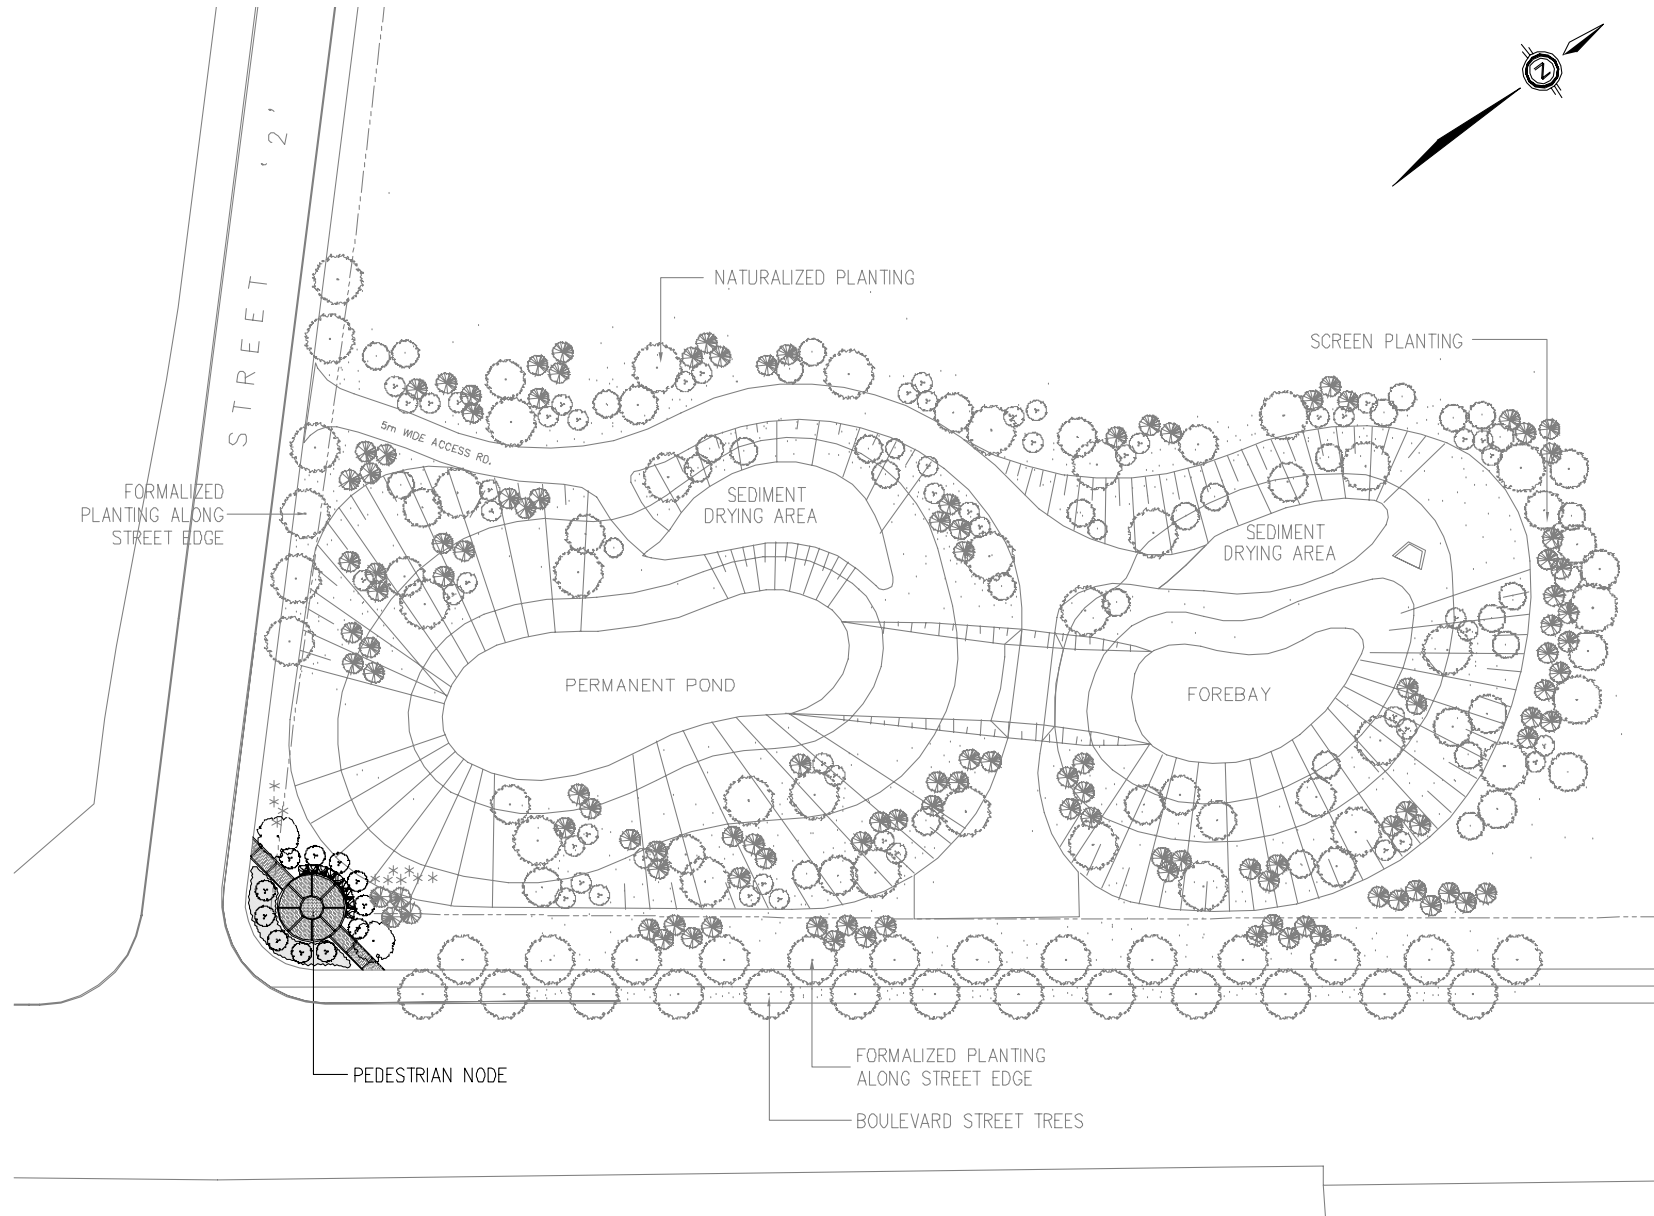 N
STREET '2'
NATURALIZED PLANTING
SCREEN PLANTING
5m WIDE ACCESS RD.
FORMALIZED
PLANTING ALONG
STREET EDGE
SEDIMENT
DRYING AREA
SEDIMENT
DRYING AREA
PERMANENT POND
FOREBAY
FORMALIZED PLANTING
ALONG STREET EDGE
PEDESTRIAN NODE
BOULEVARD STREET TREES